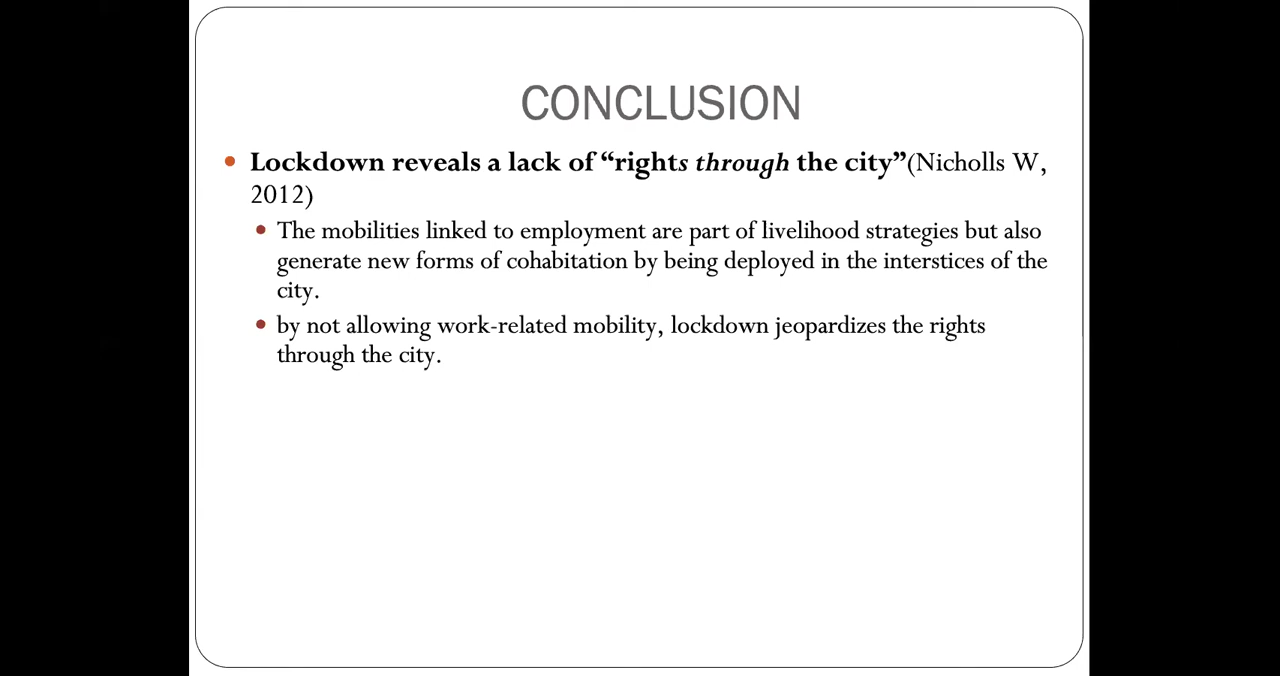 CONCLUSION
Lockdown reveals a lack of “rights through the city”(Nicholls W,
2012)
The mobilities linked to employment are part of livelihood strategies but also
generate new forms of cohabitation by being deployed in the interstices of the
city.
by not allowing work-related mobility, lockdown jeopardizes the rights
through the city.